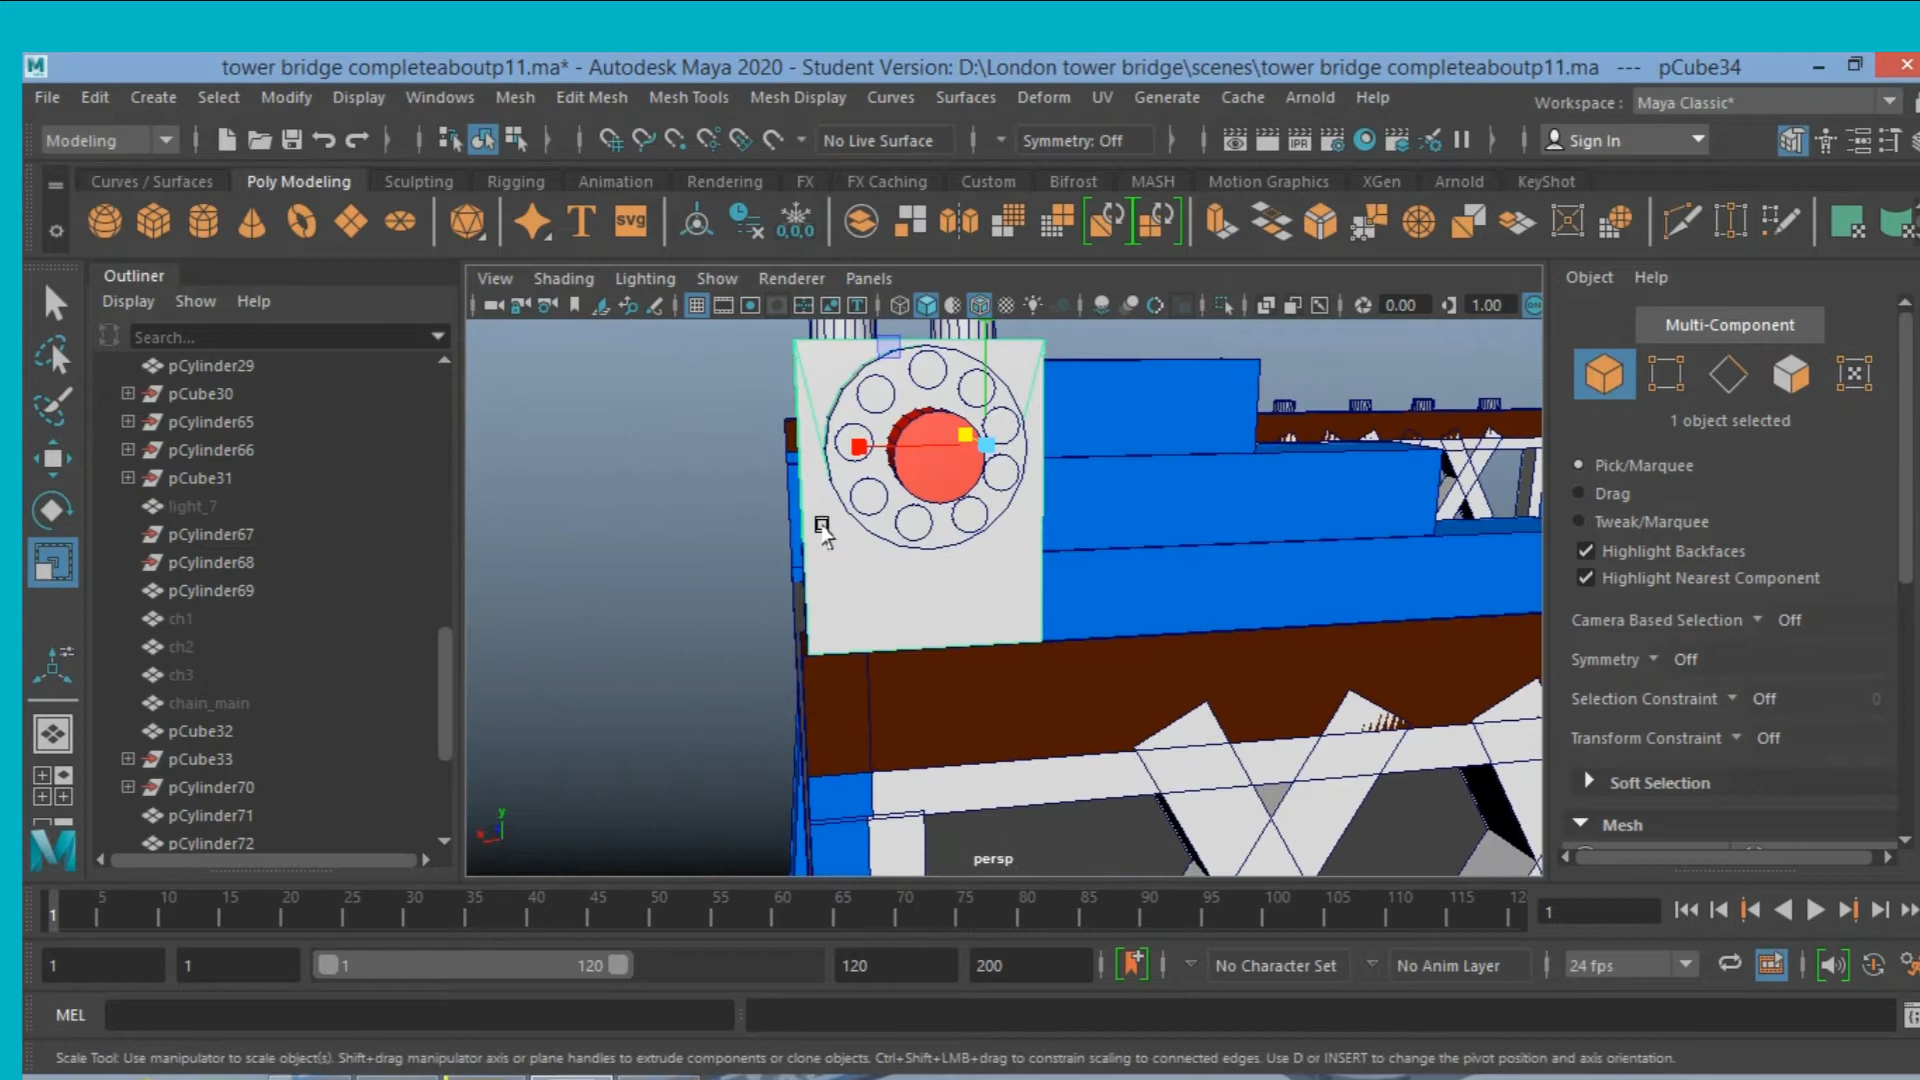 tower bridge completeaboutp11.ma* - Autodesk Maya 2020 - Student Version: D:\London tower bridge\scenes\tower bridge completeaboutp11.ma --- pCube34
File Edit Create Select Modify Display Windows Mesh Edit Mesh Mesh Tools Mesh Display Curves Surfaces Deform UV Generate Cache Arnold Help
Workspace : Maya Classic*
Modeling No Live Surface Symmetry: Off IPR Sign In
Curves / Surfaces Poly Modeling Sculpting Rigging Animation Rendering FX FX Caching Custom Bifrost MASH Motion Graphics XGen Arnold KeyShot
T svg 0,0,0
Outliner
Display Show Help
Search...
pCylinder29
pCube30
pCylinder65
pCylinder66
pCube31
light_7
pCylinder67
pCylinder68
pCylinder69
ch1
ch2
ch3
chain_main
pCube32
pCube33
pCylinder70
pCylinder71
pCylinder72
View Shading Lighting Show Renderer Panels
0.00 1.00 ON
y
x
persp
Object Help
Multi-Component
1 object selected
Pick/Marquee
Drag
Tweak/Marquee
Highlight Backfaces
Highlight Nearest Component
Camera Based Selection Off
Symmetry Off
Selection Constraint Off 0
Transform Constraint Off
Soft Selection
Mesh
1 5 10 15 20 25 30 35 40 45 50 55 60 65 70 75 80 85 90 95 100 105 110 115 12
1
1 1 1 120 120 200 No Character Set No Anim Layer 24 fps
MEL
Scale Tool: Use manipulator to scale object(s). Shift+drag manipulator axis or plane handles to extrude components or clone objects. Ctrl+Shift+LMB+drag to constrain scaling to connected edges. Use D or INSERT to change the pivot position and axis orientation.